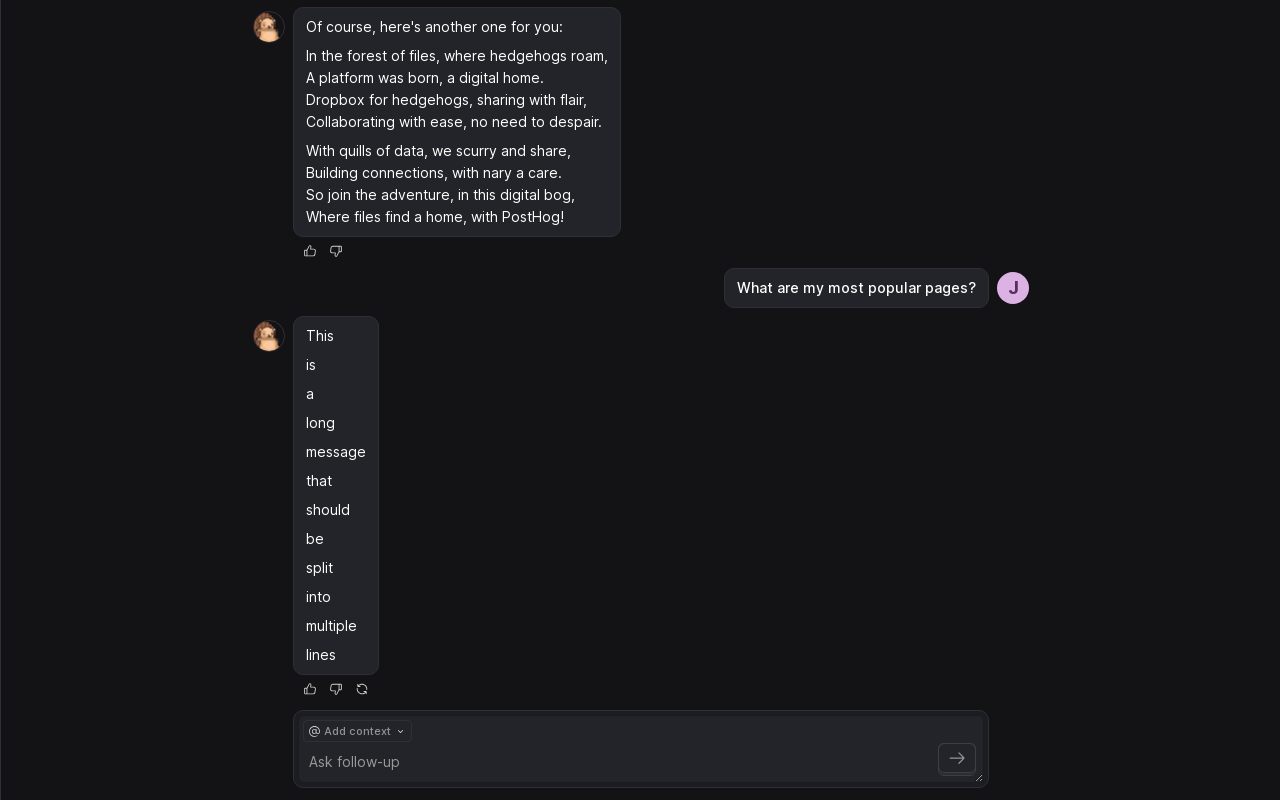 Of course, here's another one for you:
In the forest of files, where hedgehogs roam,
A platform was born, a digital home.
Dropbox for hedgehogs, sharing with flair,
Collaborating with ease, no need to despair.
With quills of data, we scurry and share,
Building connections, with nary a care.
So join the adventure, in this digital bog,
Where files find a home, with PostHog!
What are my most popular pages?
J
This
is
a
long
message
that
should
be
split
into
multiple
lines
@ Add context
Ask follow-up